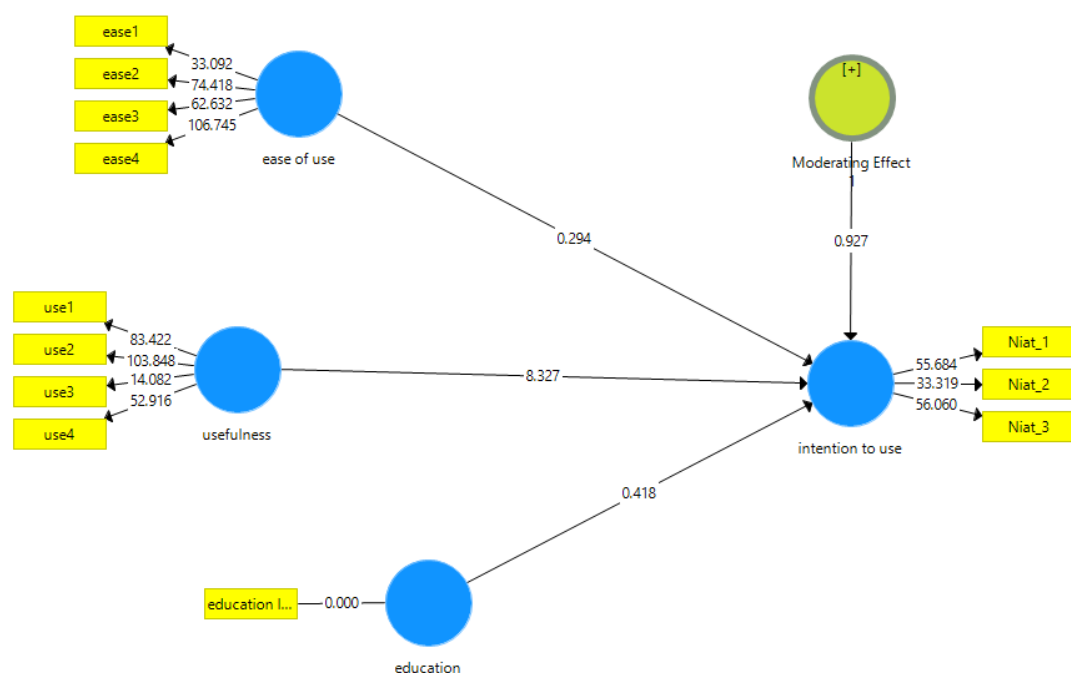 ease1
ease2
ease3
ease4
33.092
74.418
62.632
106.745
ease of use
[+]
Moderating Effect
1
0.294
0.927
use1
use2
use3
use4
83.422
103.848
14.082
52.916
usefulness
8.327
55.684
33.319
56.060
Niat_1
Niat_2
Niat_3
intention to use
0.418
education l...
0.000
education